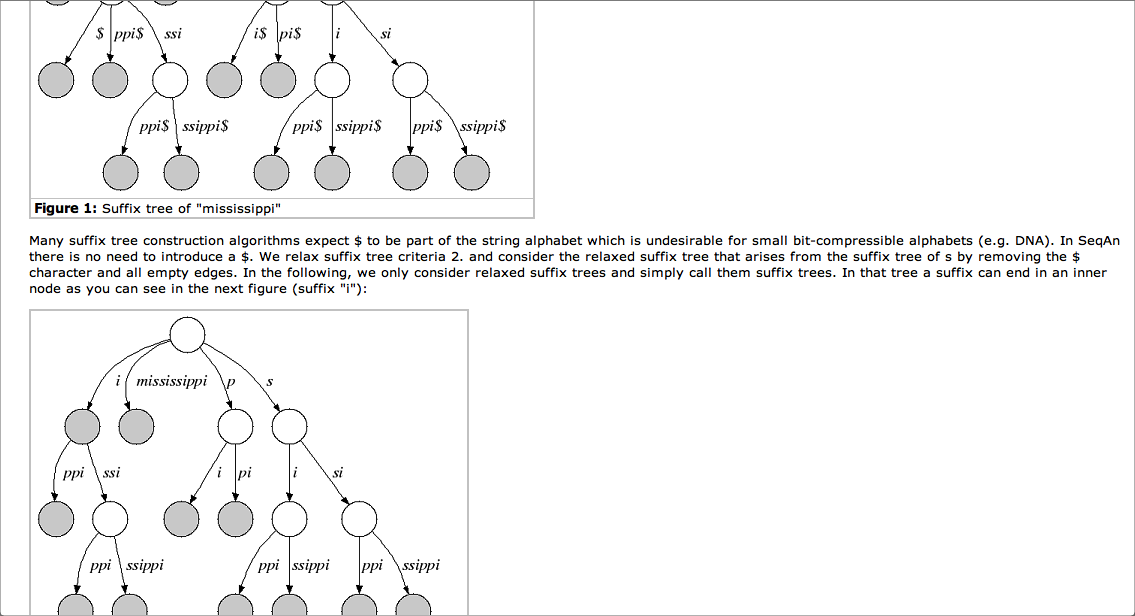 $ ppi$ ssi i$ pi$ i si
ppi$ ssippi$ ppi$ ssippi$ ppi$ ssippi$
Figure 1: Suffix tree of "mississippi"
Many suffix tree construction algorithms expect $ to be part of the string alphabet which is undesirable for small bit-compressible alphabets (e.g. DNA). In SeqAn
there is no need to introduce a $. We relax suffix tree criteria 2. and consider the relaxed suffix tree that arises from the suffix tree of s by removing the $
character and all empty edges. In the following, we only consider relaxed suffix trees and simply call them suffix trees. In that tree a suffix can end in an inner
node as you can see in the next figure (suffix "i"):
i mississippi p s
ppi ssi i pi i si
ppi ssippi ppi ssippi ppi ssippi